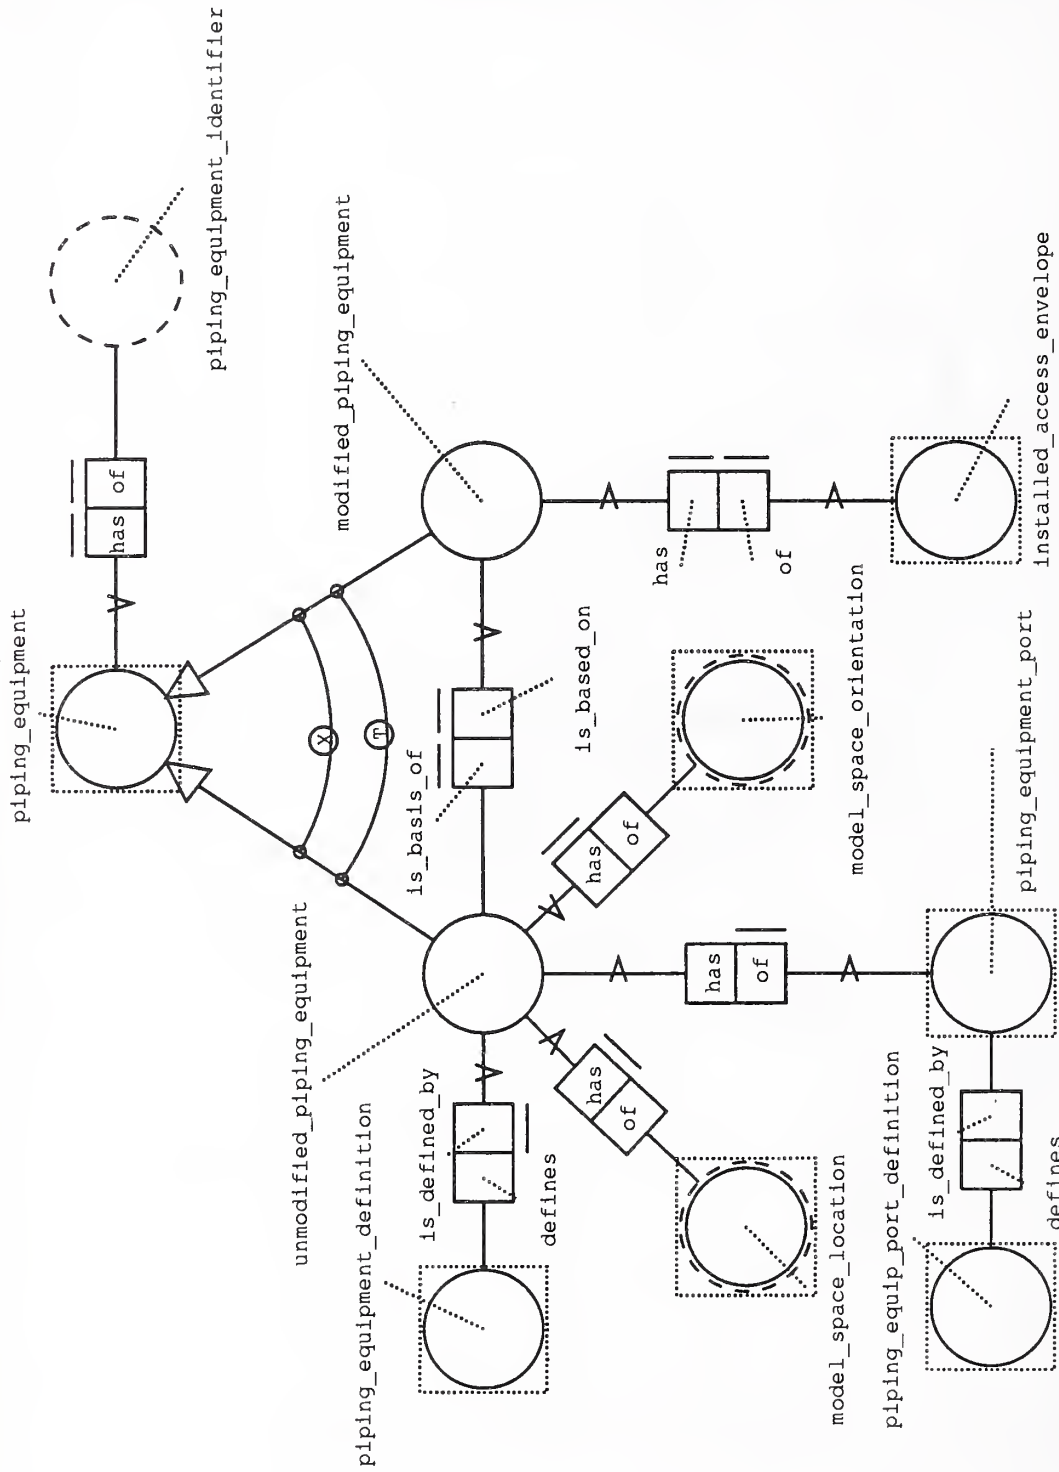 piping_equipment
has
of
piping_equipment_identifier
unmodified_piping_equipment
X
modified_piping_equipment
piping_equipment_definition
T
is_basis_of
is_defined_by
defines
is_based_on
has
of
has
of
has
of
has
of
model_space_location
model_space_orientation
piping_equip_port_definition
is_defined_by
defines
piping_equipment_port
installed_access_envelope